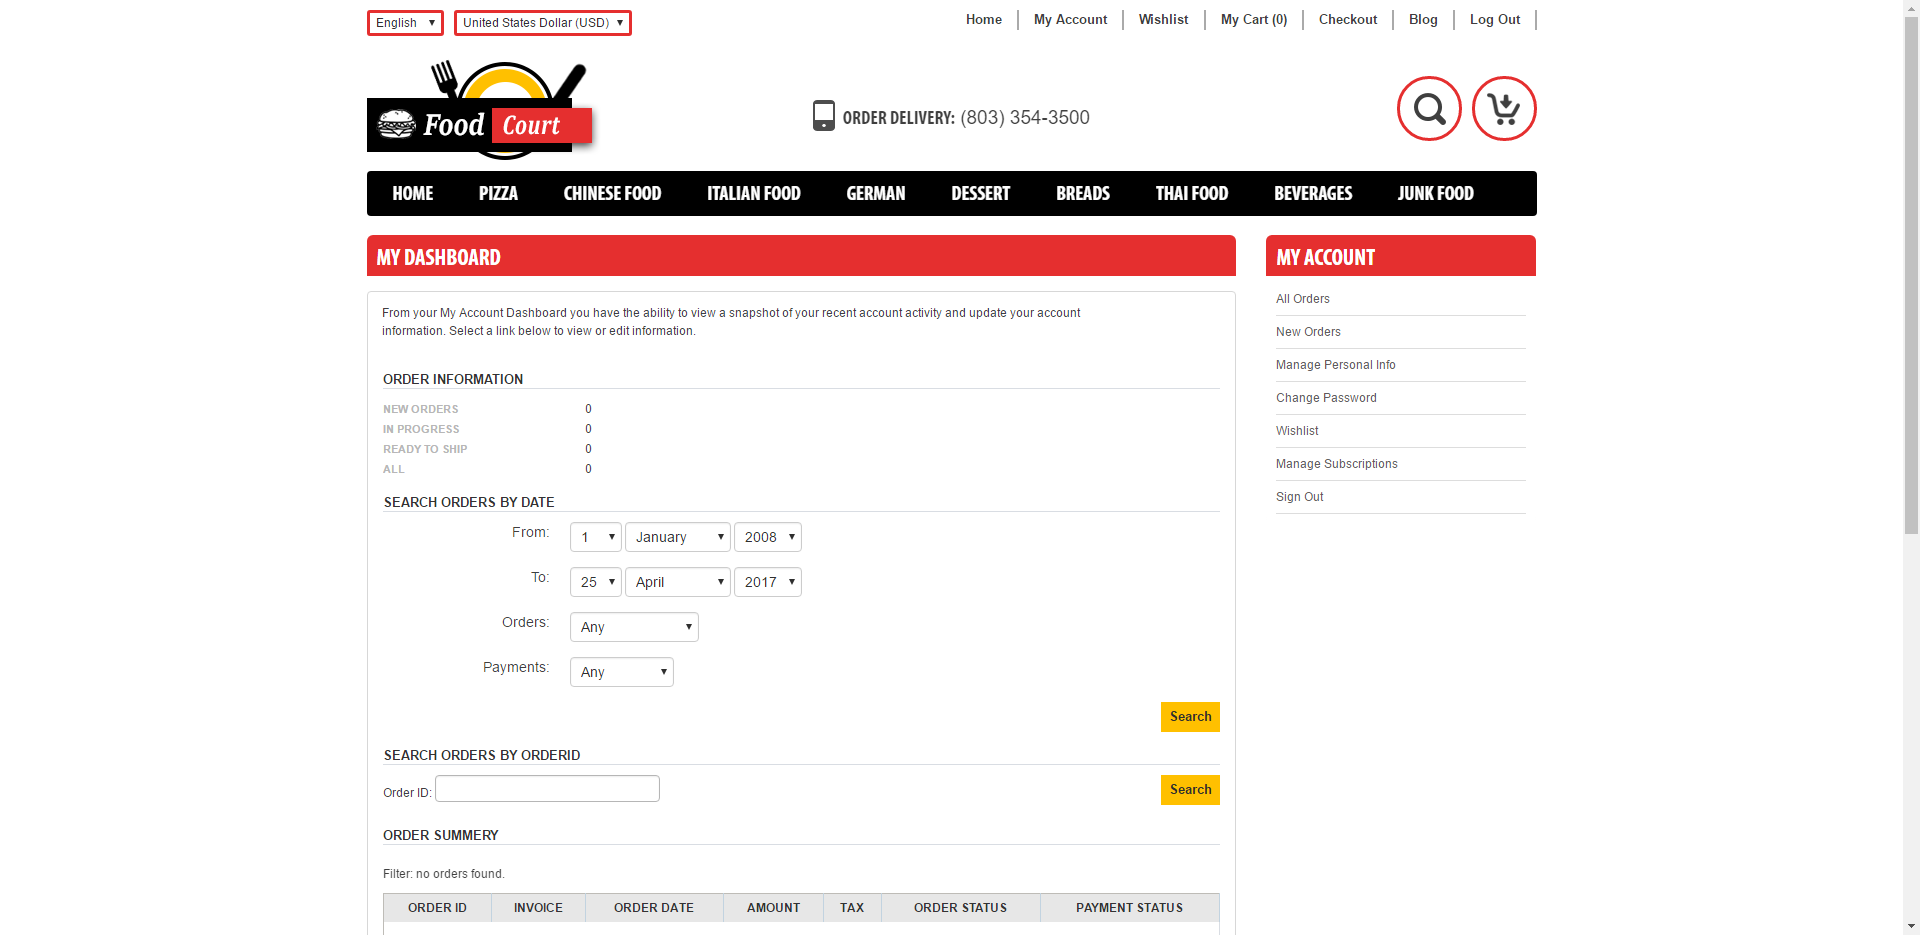 English
United States Dollar (USD)
Home
My Account
Wishlist
My Cart (0)
Checkout
Blog
Log Out
Food Court
ORDER DELIVERY: (803) 354-3500
HOME
PIZZA
CHINESE FOOD
ITALIAN FOOD
GERMAN
DESSERT
BREADS
THAI FOOD
BEVERAGES
JUNK FOOD
MY DASHBOARD
From your My Account Dashboard you have the ability to view a snapshot of your recent account activity and update your account
information. Select a link below to view or edit information.
ORDER INFORMATION
NEW ORDERS 0
IN PROGRESS 0
READY TO SHIP 0
ALL 0
SEARCH ORDERS BY DATE
From: 1 January 2008
To: 25 April 2017
Orders: Any
Payments: Any
Search
SEARCH ORDERS BY ORDERID
Order ID:
Search
ORDER SUMMERY
Filter: no orders found.
ORDER ID INVOICE ORDER DATE AMOUNT TAX ORDER STATUS PAYMENT STATUS
MY ACCOUNT
All Orders
New Orders
Manage Personal Info
Change Password
Wishlist
Manage Subscriptions
Sign Out